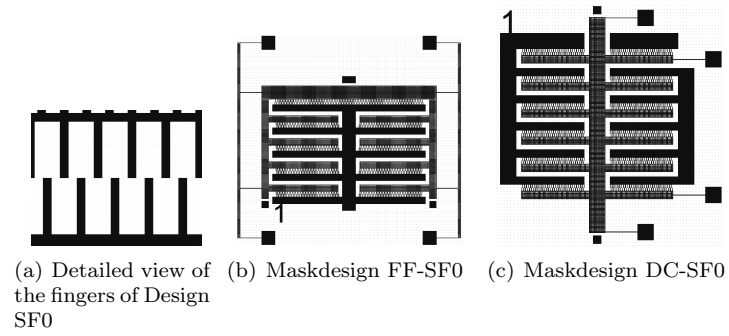 1
1
(a) Detailed view of
the fingers of Design
SF0
(b) Maskdesign FF-SF0
(c) Maskdesign DC-SF0